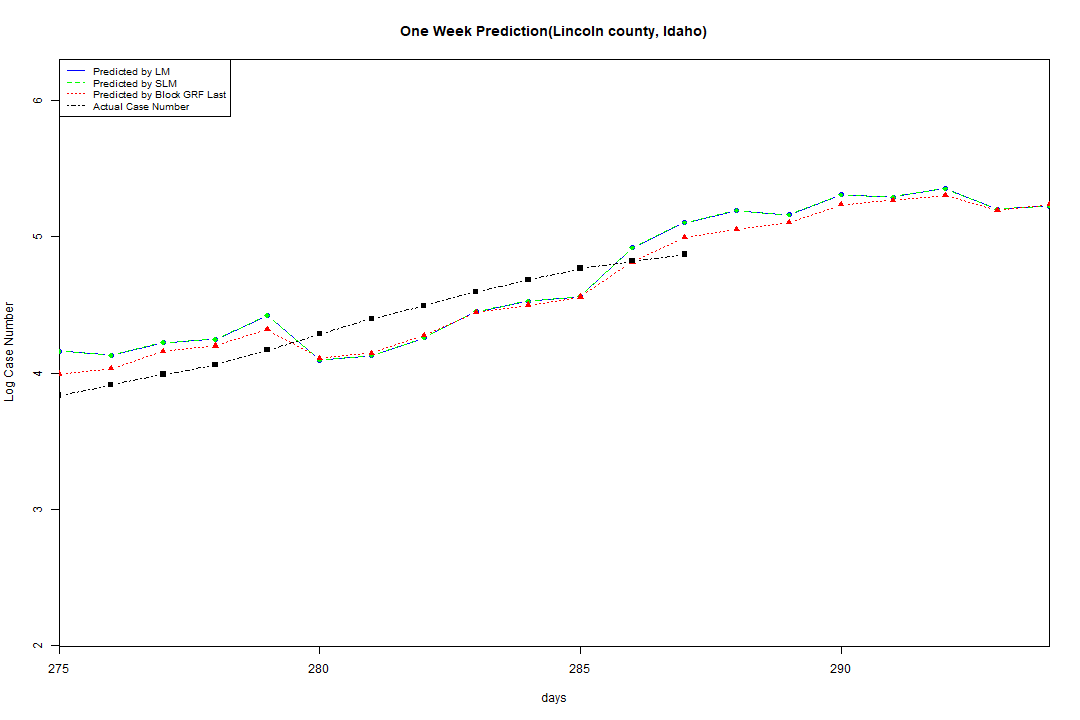 One Week Prediction(Lincoln county, Idaho)
Predicted by LM
Predicted by SLM
Predicted by Block GRF Last
Actual Case Number
6
5
4
3
2
Log Case Number
275
280
285
290
days